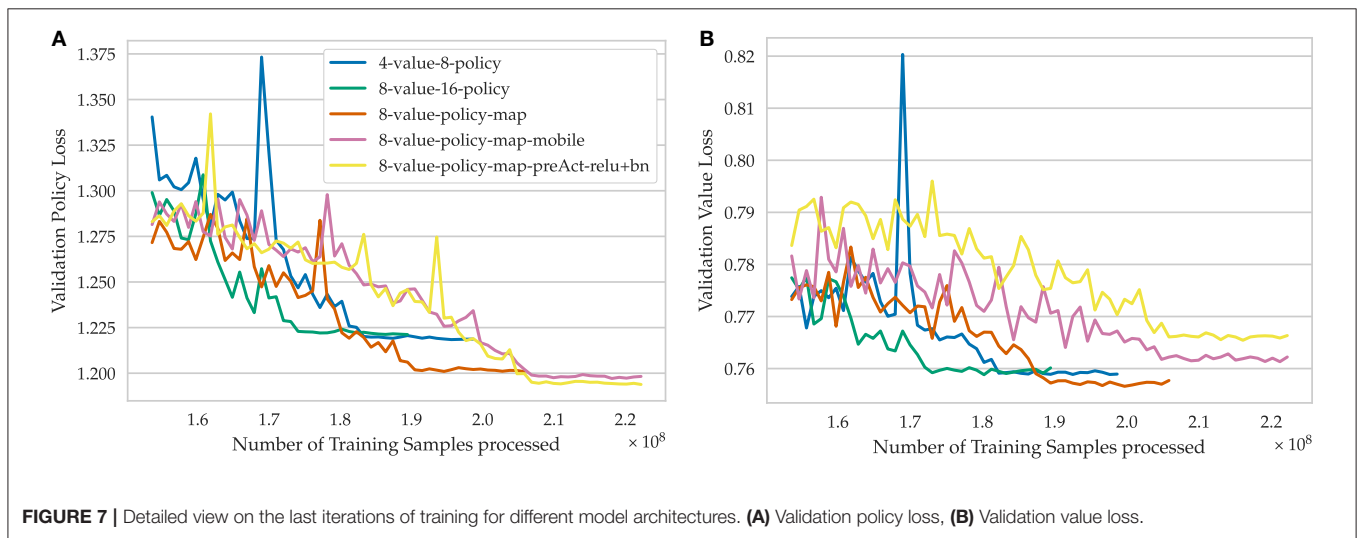 A
1.375
1.350
1.325
1.300
1.275
1.250
1.225
1.200
Validation Policy Loss
4-value-8-policy
8-value-16-policy
8-value-policy-map
8-value-policy-map-mobile
8-value-policy-map-preAct-relu+bn
1.6 1.7 1.8 1.9 2.0 2.1 2.2
Number of Training Samples processed × 10⁸
B
0.82
0.81
0.80
0.79
0.78
0.77
0.76
Validation Value Loss
1.6 1.7 1.8 1.9 2.0 2.1 2.2
Number of Training Samples processed × 10⁸
FIGURE 7 | Detailed view on the last iterations of training for different model architectures. (A) Validation policy loss, (B) Validation value loss.